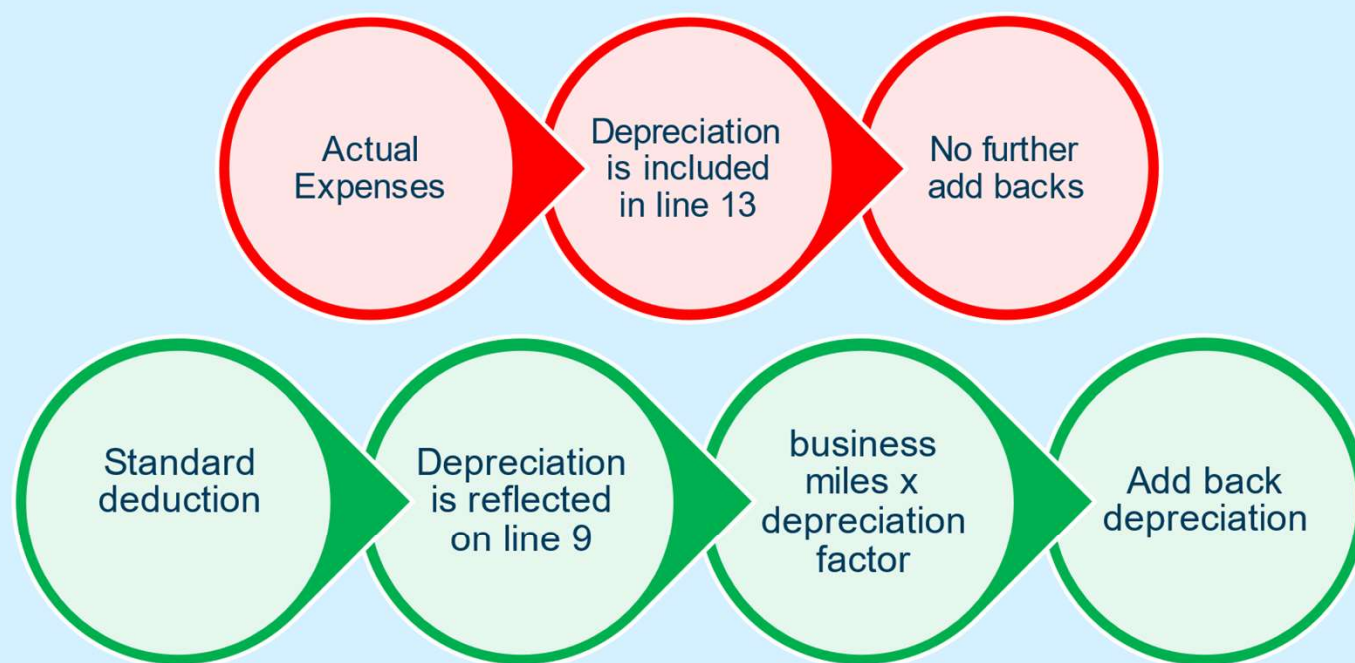 Actual
Expenses
Depreciation
is included
in line 13
No further
add backs
Standard
deduction
Depreciation
is reflected
on line 9
business
miles x
depreciation
factor
Add back
depreciation